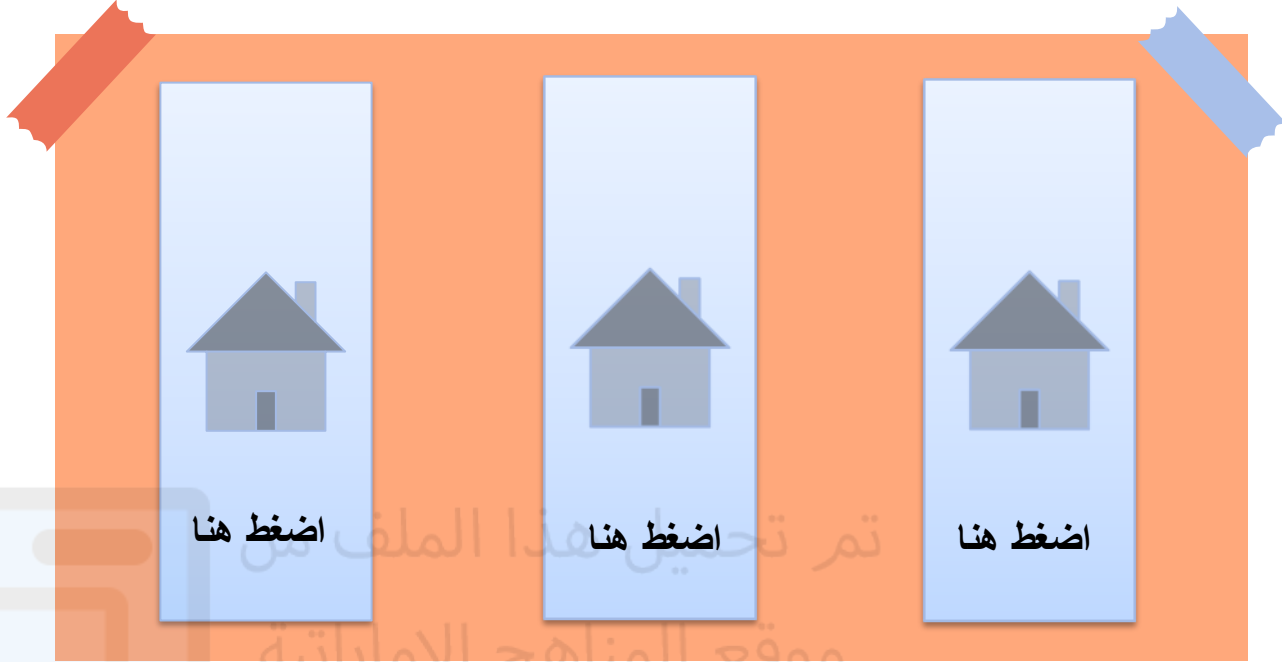 اضغط هنا
اضغط هنا
اضغط هنا
تم تحميل هذا الملف من
موقع المناهج الإماراتية